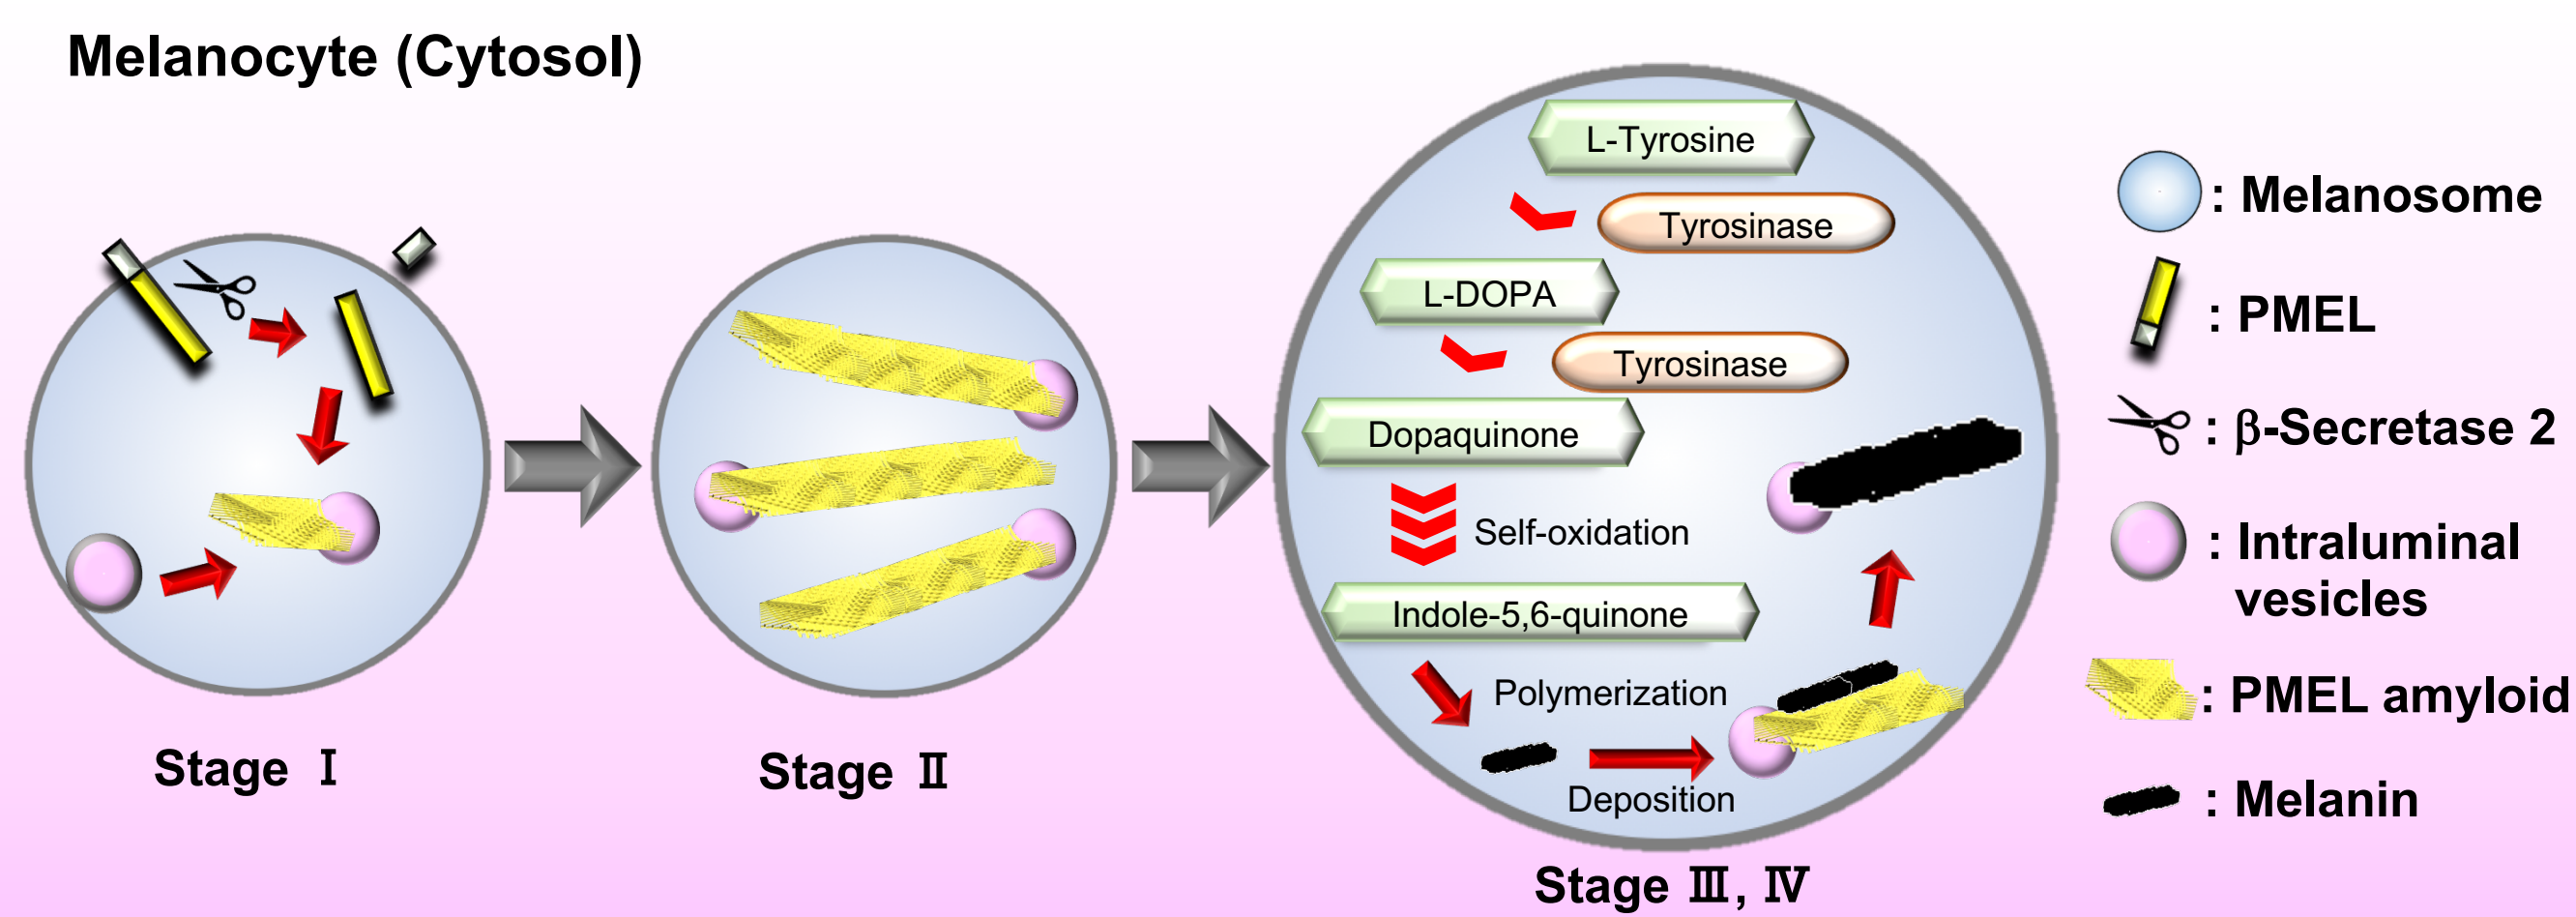 Melanocyte (Cytosol)
Stage Ⅰ
Stage Ⅱ
L-Tyrosine
Tyrosinase
L-DOPA
Tyrosinase
Dopaquinone
Self-oxidation
Indole-5,6-quinone
Polymerization
Deposition
Stage Ⅲ, Ⅳ
: Melanosome
: PMEL
: β-Secretase 2
: Intraluminal
vesicles
: PMEL amyloid
: Melanin